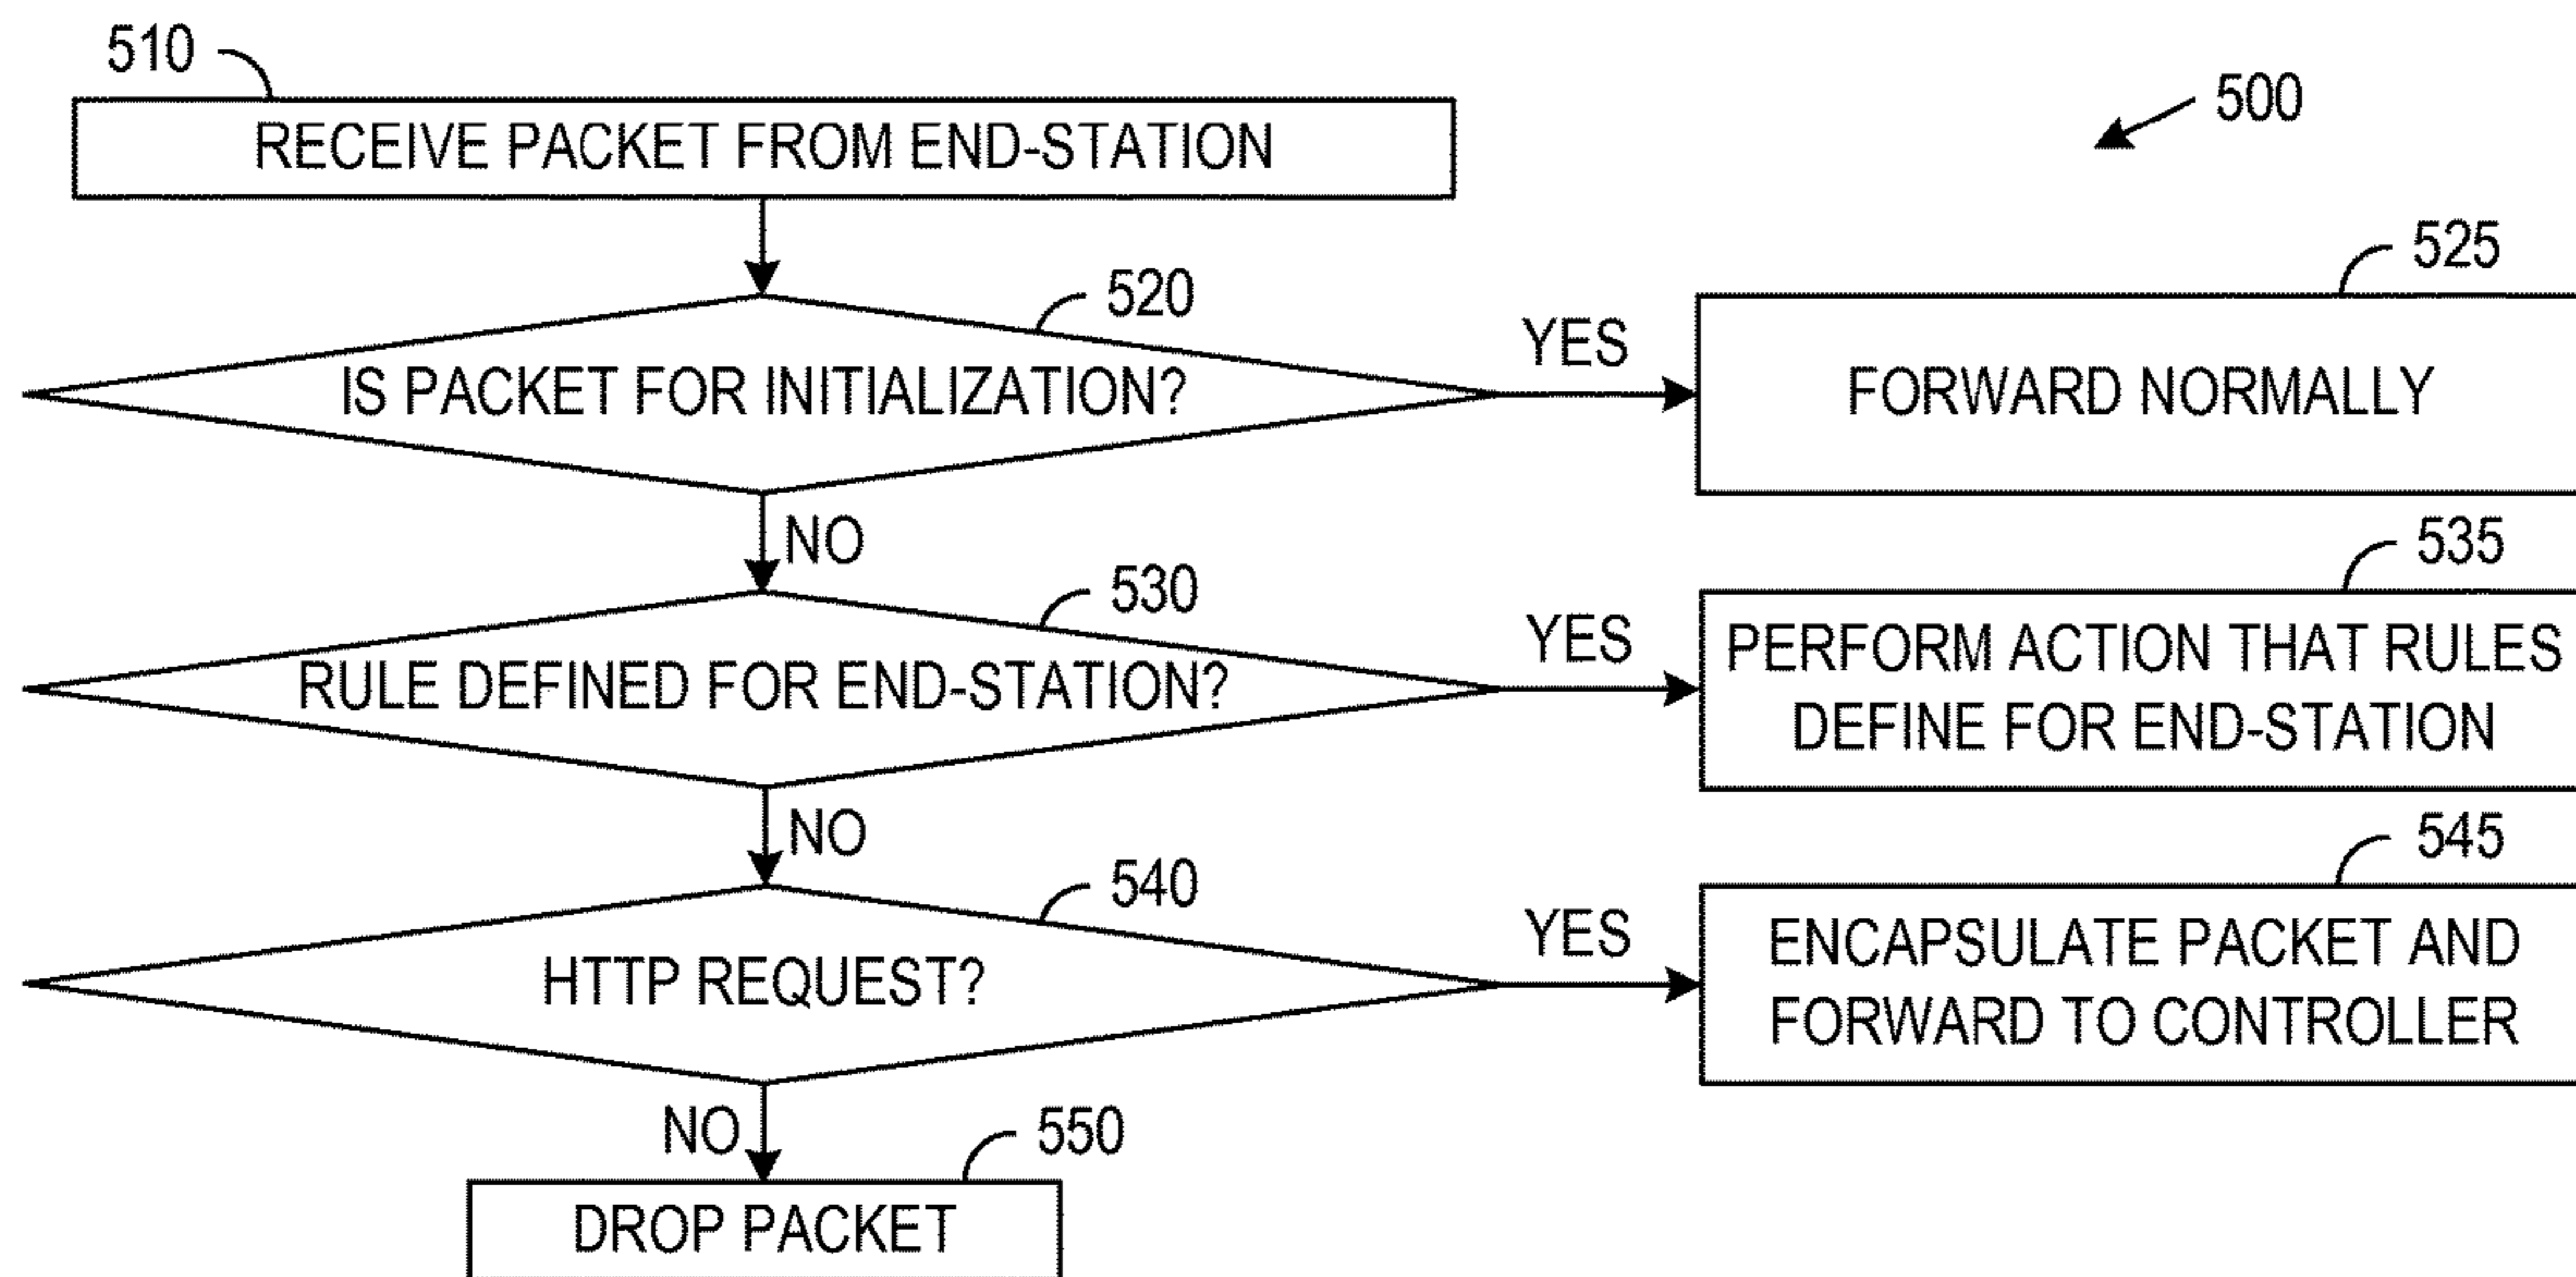 510
RECEIVE PACKET FROM END-STATION
500
520
IS PACKET FOR INITIALIZATION?
YES
525
FORWARD NORMALLY
NO
530
RULE DEFINED FOR END-STATION?
YES
535
PERFORM ACTION THAT RULES
DEFINE FOR END-STATION
NO
540
HTTP REQUEST?
YES
545
ENCAPSULATE PACKET AND
FORWARD TO CONTROLLER
NO
550
DROP PACKET